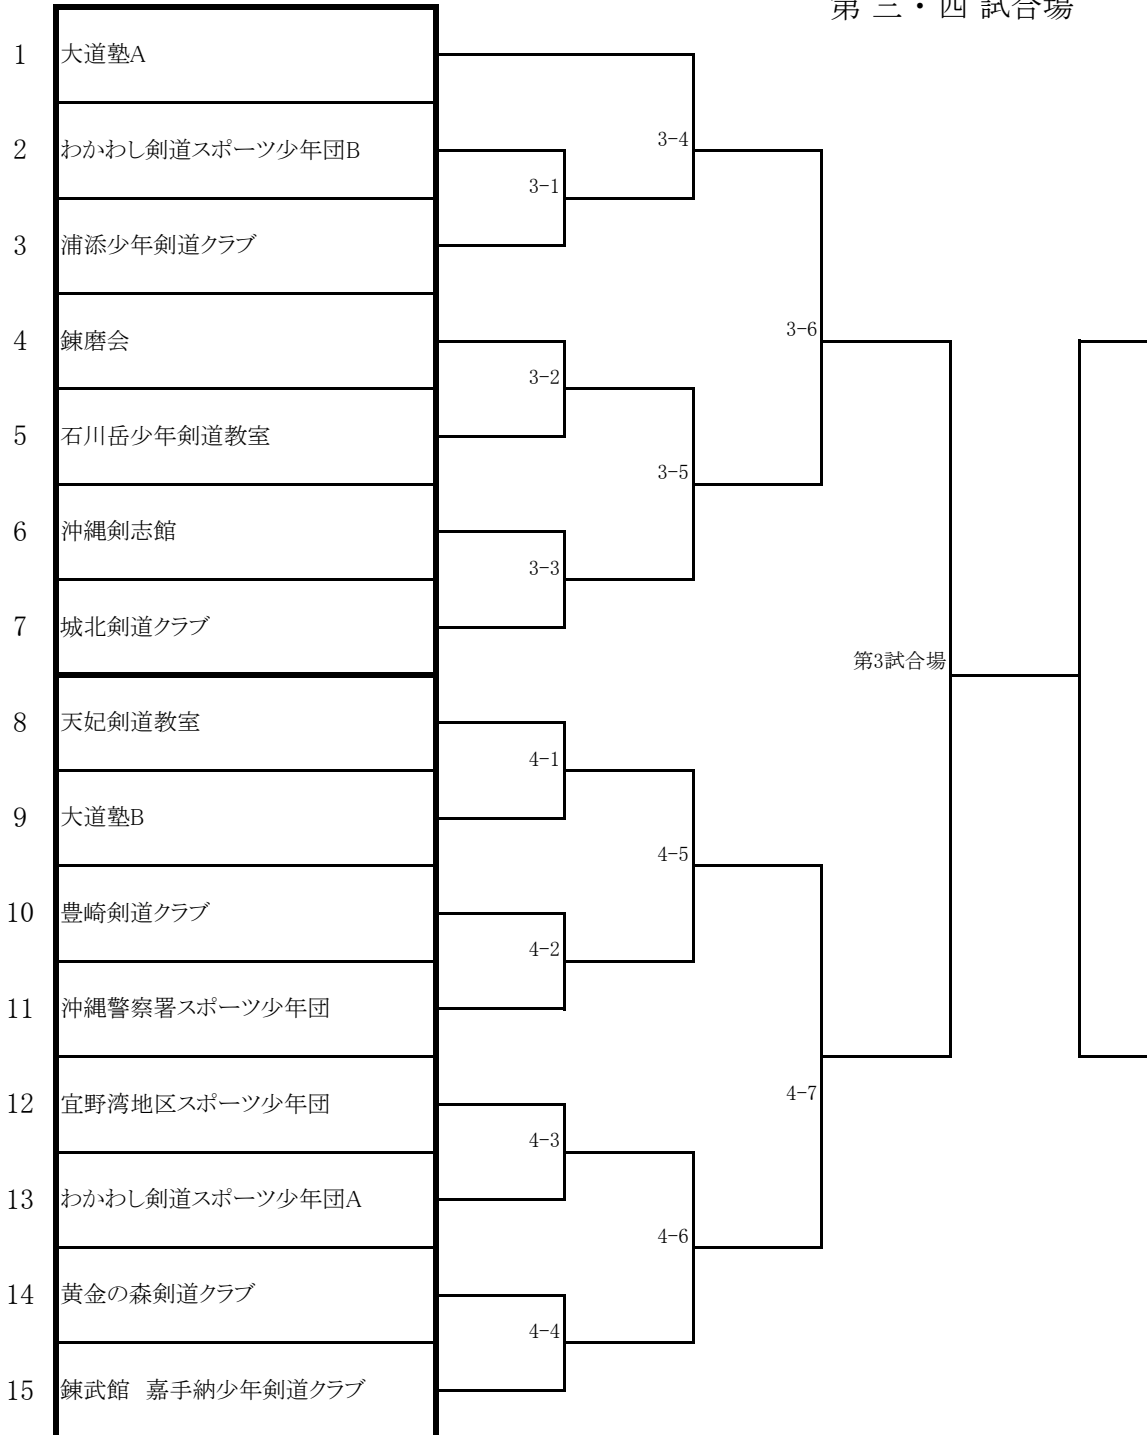 第 三・四 試合場
1 大道塾A
2 わかわし剣道スポーツ少年団B
3-4
3-1
3 浦添少年剣道クラブ
4 錬磨会
3-6
3-2
5 石川岳少年剣道教室
3-5
6 沖縄剣志館
3-3
7 城北剣道クラブ
第3試合場
8 天妃剣道教室
4-1
9 大道塾B
4-5
10 豊崎剣道クラブ
4-2
11 沖縄警察署スポーツ少年団
12 宜野湾地区スポーツ少年団
4-7
4-3
13 わかわし剣道スポーツ少年団A
4-6
14 黄金の森剣道クラブ
4-4
15 錬武館 嘉手納少年剣道クラブ